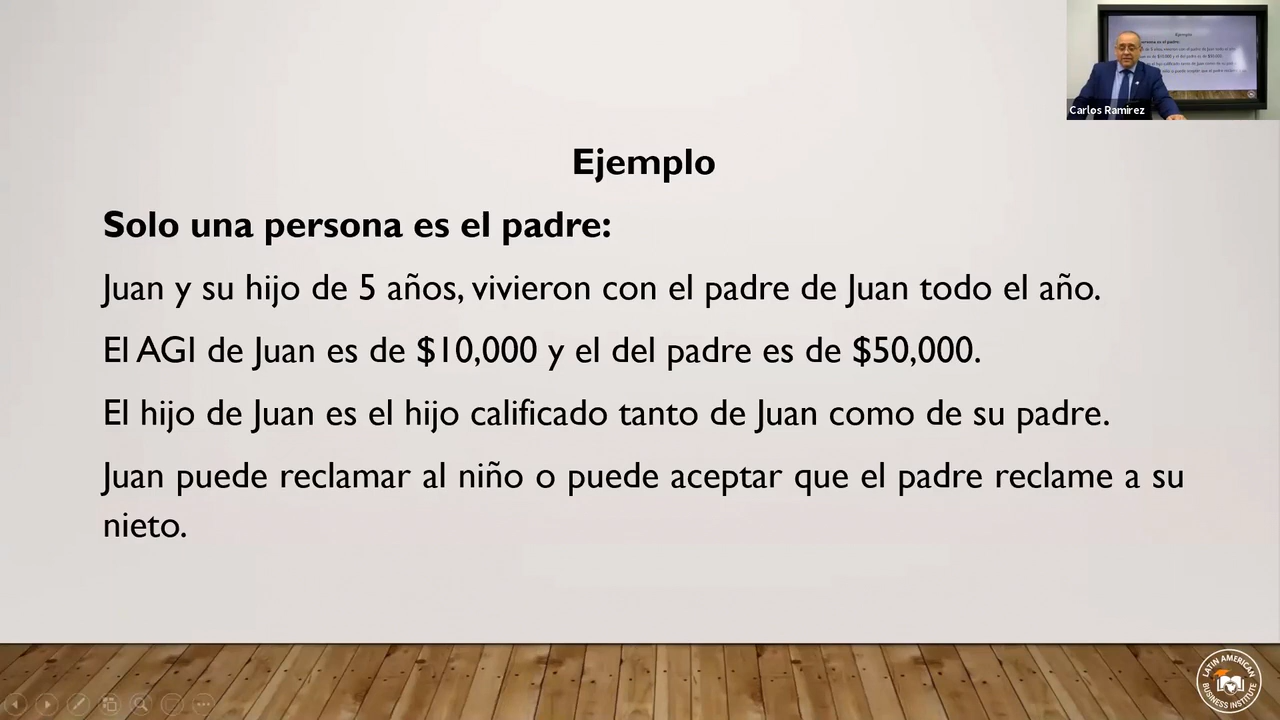 Carlos Ramirez
Ejemplo
Solo una persona es el padre:
Juan y su hijo de 5 años, vivieron con el padre de Juan todo el año.
El AGI de Juan es de $10,000 y el del padre es de $50,000.
El hijo de Juan es el hijo calificado tanto de Juan como de su padre.
Juan puede reclamar al niño o puede aceptar que el padre reclame a su
nieto.
LATIN AMERICAN
BUSINESS INSTITUTE